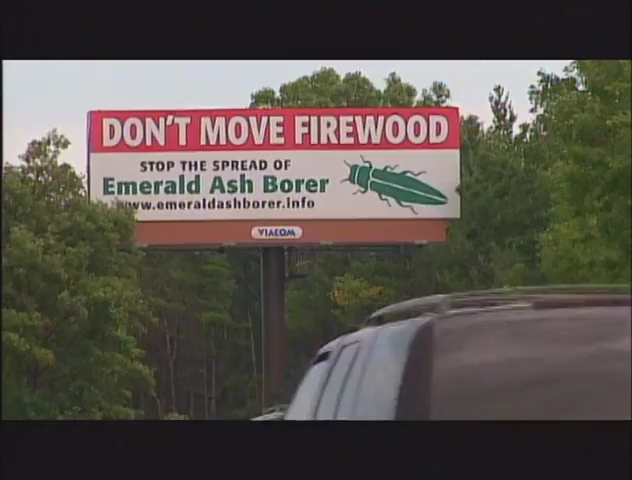 DON'T MOVE FIREWOOD
STOP THE SPREAD OF
Emerald Ash Borer
www.emeraldashborer.info
VIACOM